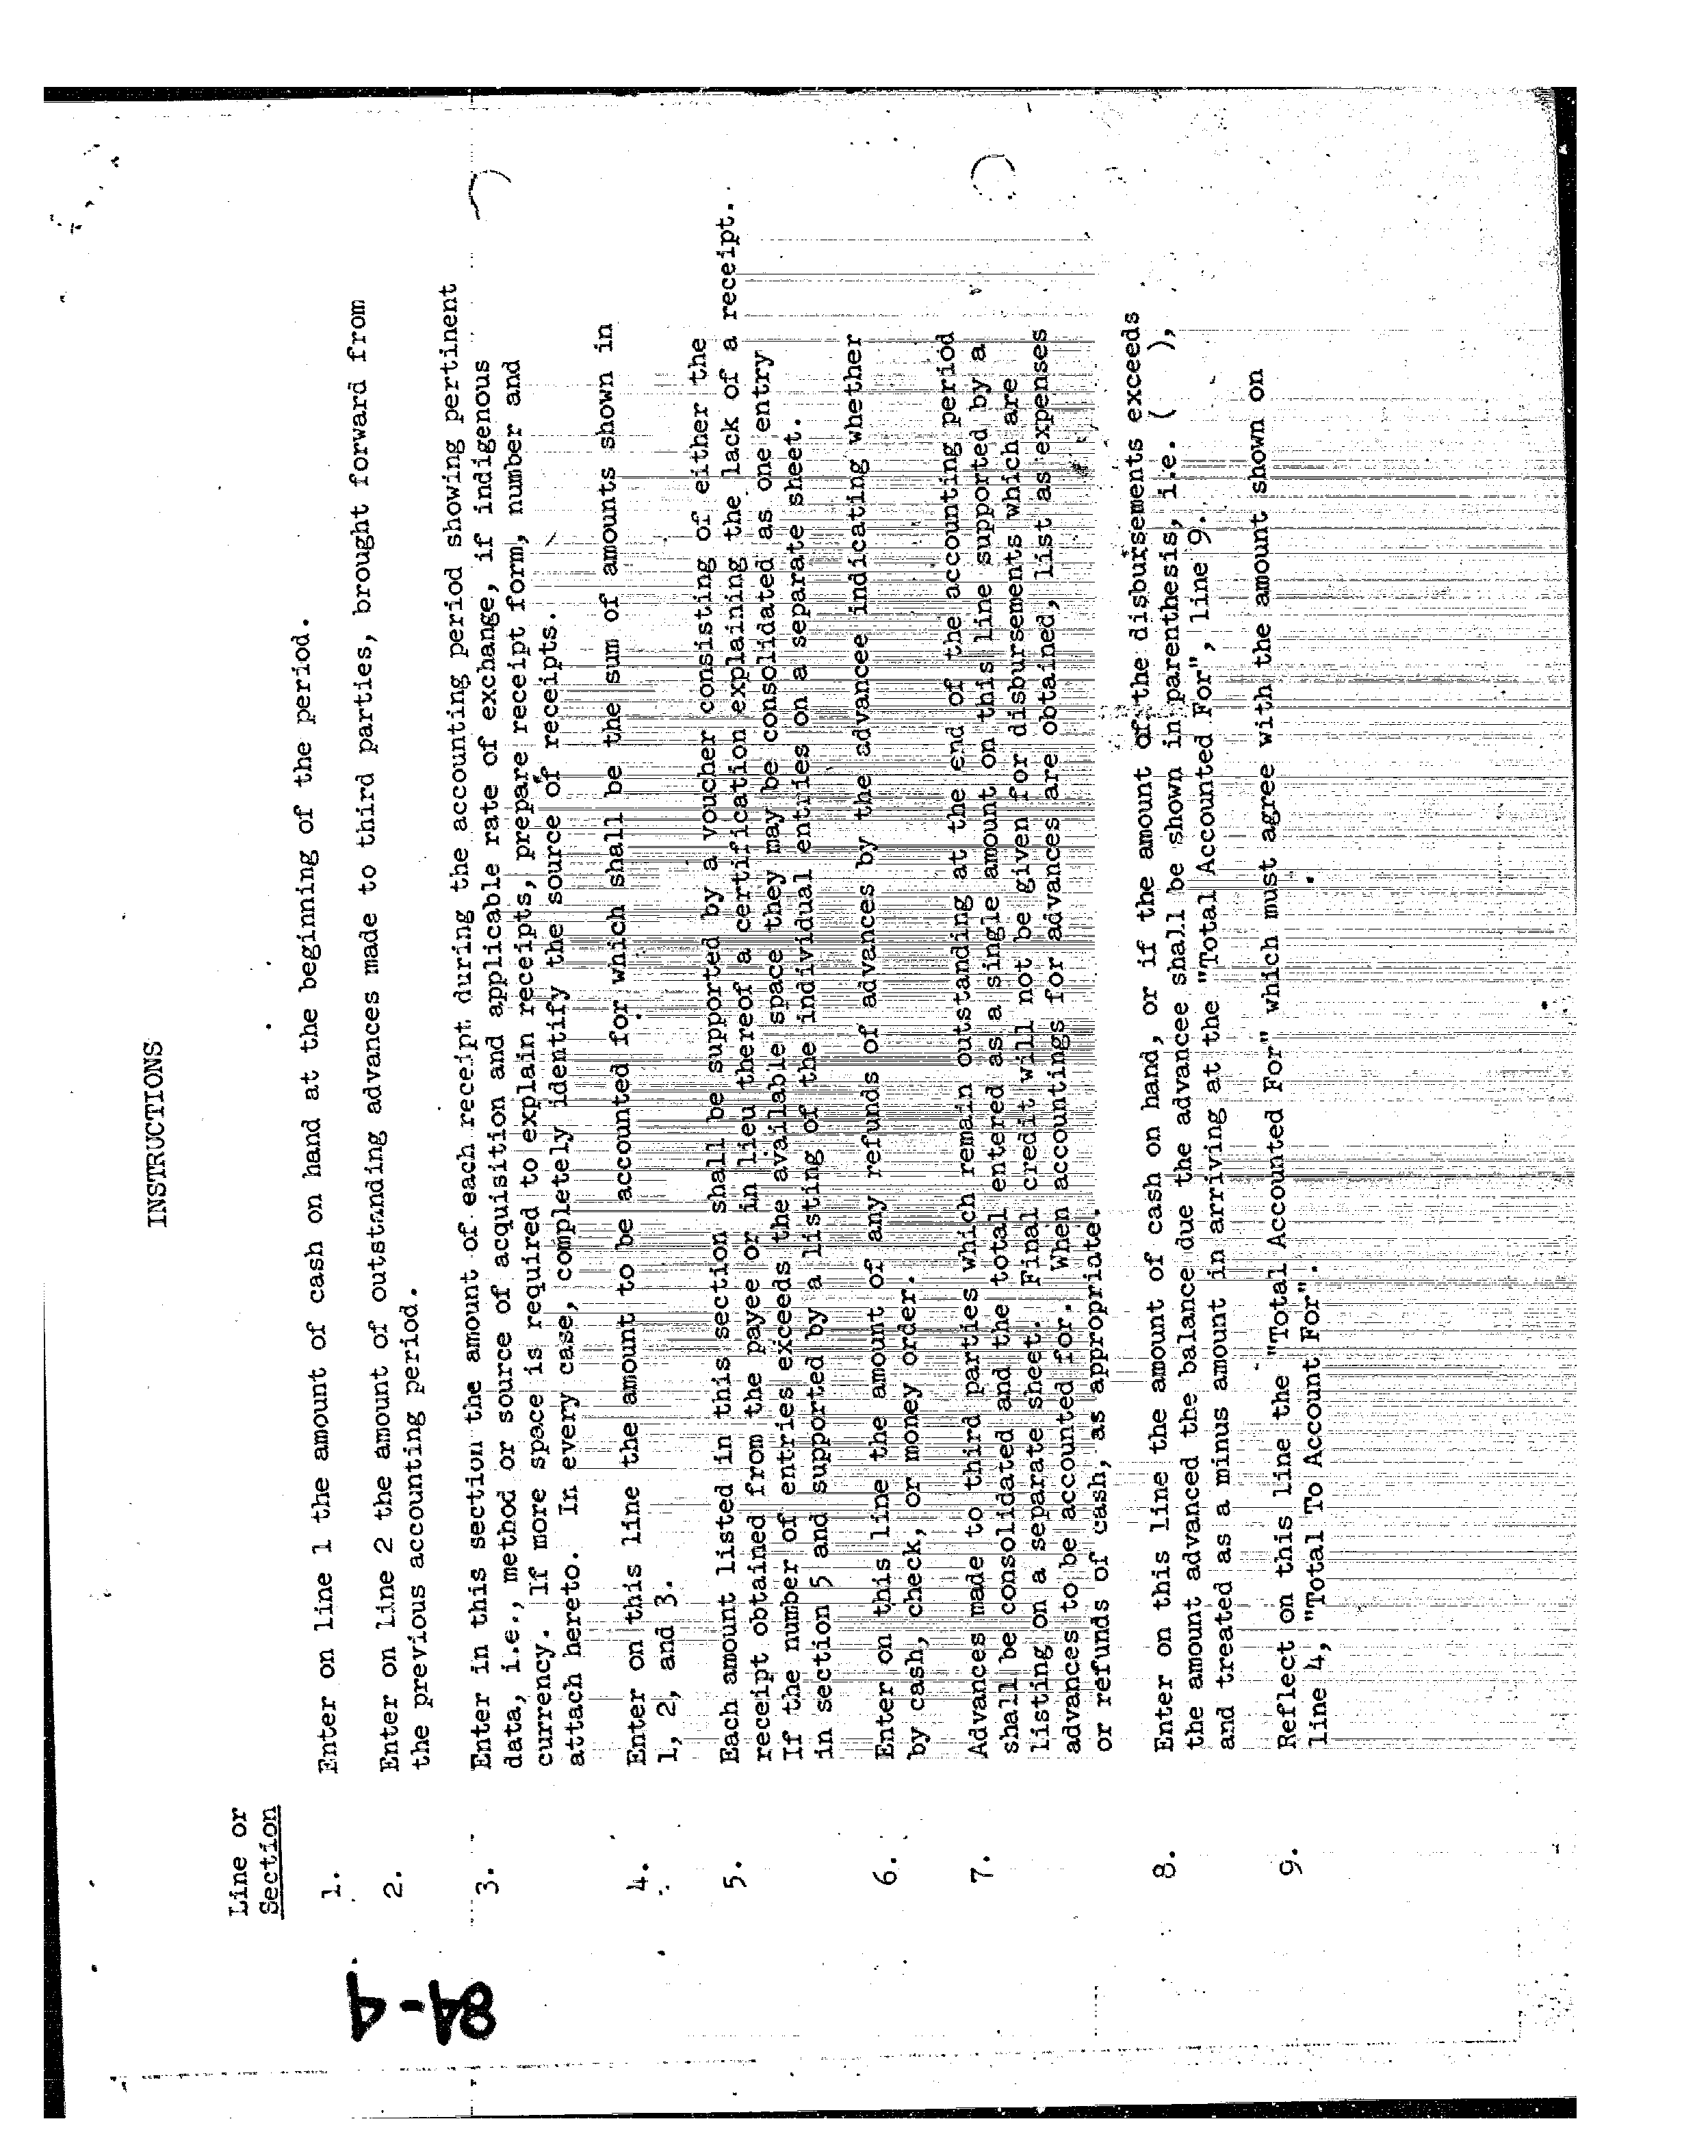 INSTRUCTIONS
Line or
Section
1. Enter on line 1 the amount of cash on hand at the beginning of the period.
2. Enter on line 2 the amount of outstanding advances made to third parties, brought forward from
the previous accounting period.
3. Enter in this section the amount of each receipt during the accounting period showing pertinent
data, i.e., method or source of acquisition and applicable rate of exchange, if indigenous
currency. If more space is required to explain receipts, prepare receipt form, number and
attach hereto. In every case, completely identify the source of receipts.
4. Enter on this line the amount to be accounted for which shall be the sum of amounts shown in
1, 2, and 3.
5. Each amount listed in this section shall be supported by a voucher consisting of either the
receipt obtained from the payee or in lieu thereof a certification explaining the lack of a receipt.
If the number of entries exceeds the available space they may be consolidated as one entry
in section 5 and supported by a listing of the individual entries on a separate sheet.
6. Enter on this line the amount of any refunds of advances by the advancee indicating whether
by cash, check, or money order.
7. Advances made to third parties which remain outstanding at the end of the accounting period
shall be consolidated and the total entered as a single amount on this line supported by a
listing on a separate sheet. Final credit will not be given for disbursements which are
advances to be accounted for. When accountings for advances are obtained, list as expenses
or refunds of cash, as appropriate.
8. Enter on this line the amount of cash on hand, or if the amount of the disbursements exceeds
the amount advanced the balance due the advancee shall be shown in parenthesis, i.e. (  ),
and treated as a minus amount in arriving at the "Total Accounted For", line 9.
9. Reflect on this line the "Total Accounted For" which must agree with the amount shown on
line 4, "Total To Account For".
84-4